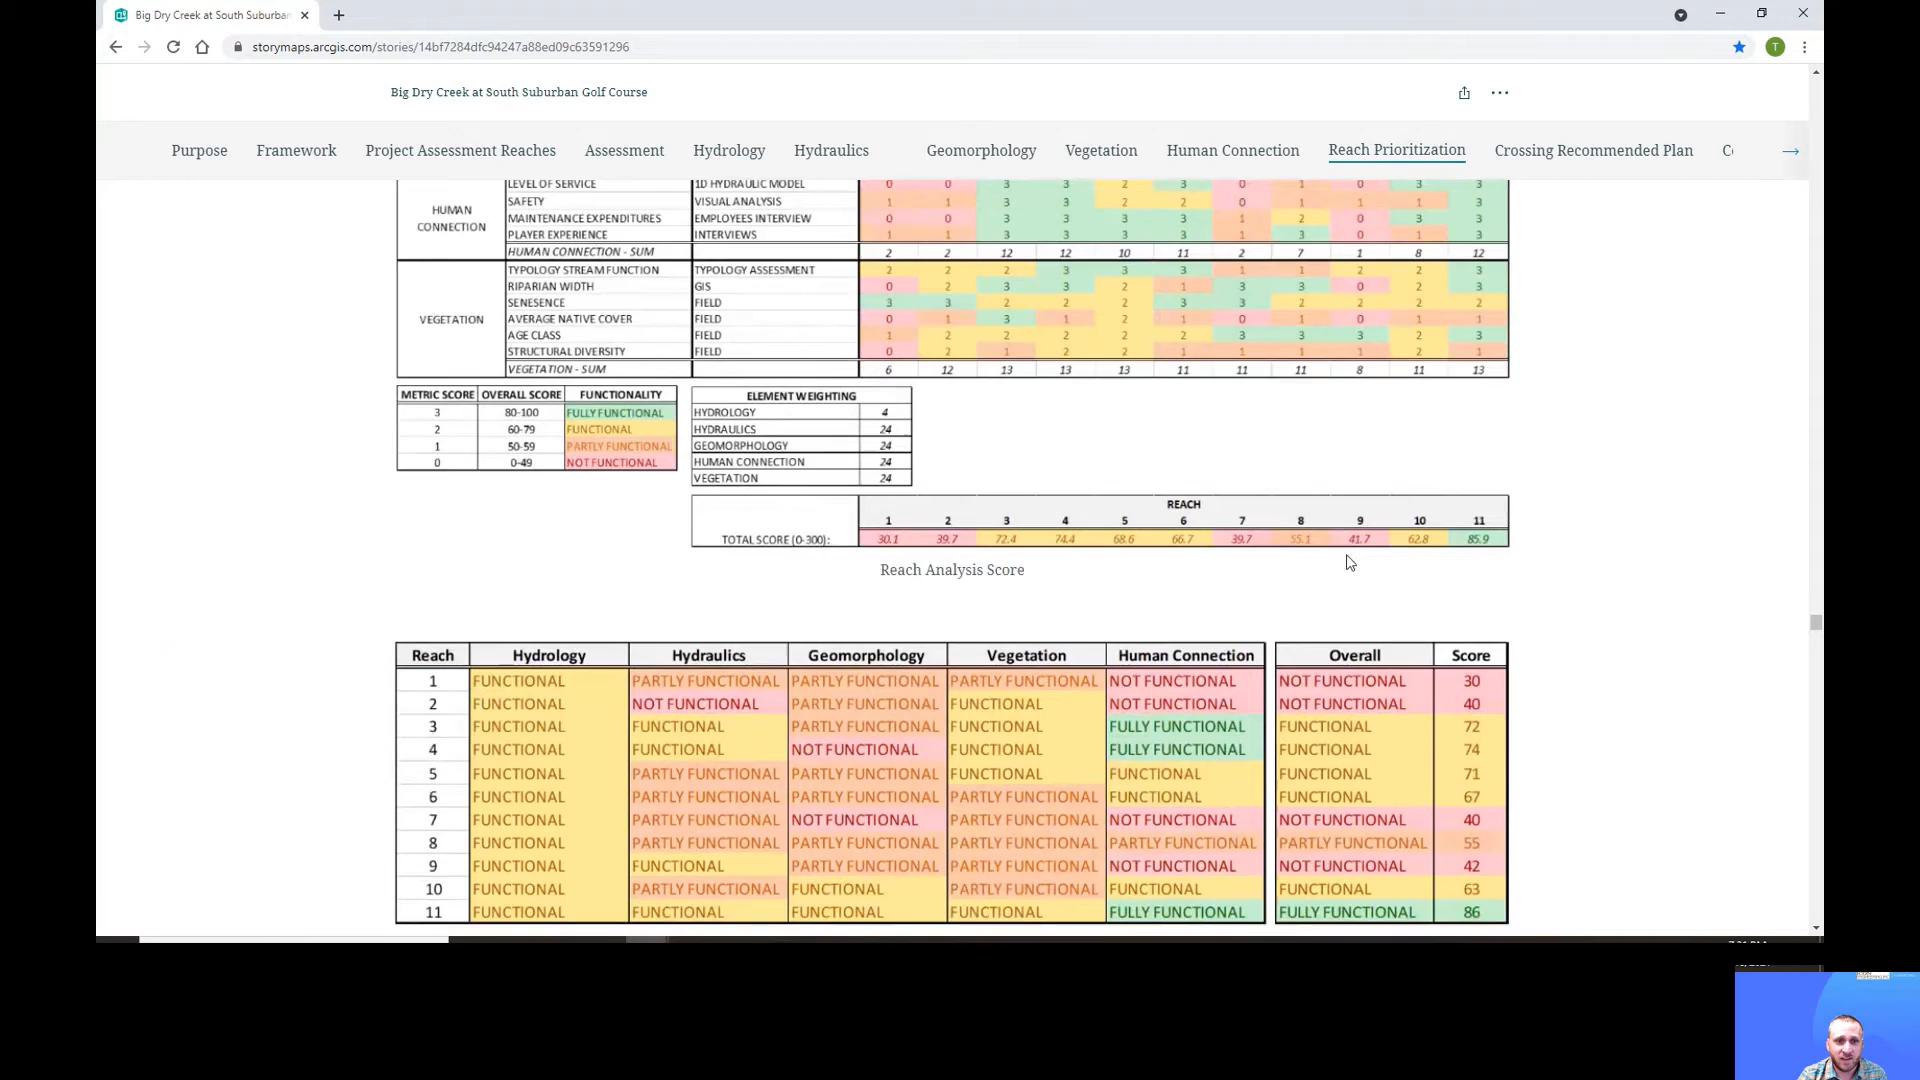 Big Dry Creek at South Suburban
storymaps.arcgis.com/stories/14bf7284dfc94247a88ed09c63591296
T
Big Dry Creek at South Suburban Golf Course
Purpose Framework Project Assessment Reaches Assessment Hydrology Hydraulics Geomorphology Vegetation Human Connection Reach Prioritization Crossing Recommended Plan
HUMAN CONNECTION
LEVEL OF SERVICE 1D HYDRAULIC MODEL 0 0 3 3 2 3 0 1 0 3 3
SAFETY VISUAL ANALYSIS 1 1 3 3 2 2 0 1 1 1 3
MAINTENANCE EXPENDITURES EMPLOYEES INTERVIEW 0 0 3 3 3 3 1 2 0 3 3
PLAYER EXPERIENCE INTERVIEWS 1 1 3 3 3 3 1 3 0 1 3
HUMAN CONNECTION - SUM 2 2 12 12 10 11 2 7 1 8 12
VEGETATION
TYPOLOGY STREAM FUNCTION TYPOLOGY ASSESSMENT 2 2 2 3 3 3 1 1 2 2 3
RIPARIAN WIDTH GIS 0 2 3 3 2 1 3 3 0 2 3
SENESENCE FIELD 3 3 2 2 2 3 3 2 2 2 2
AVERAGE NATIVE COVER FIELD 0 1 3 1 2 1 0 1 0 1 1
AGE CLASS FIELD 1 2 2 2 2 2 3 3 3 2 3
STRUCTURAL DIVERSITY FIELD 0 2 1 2 2 1 1 1 1 2 1
VEGETATION - SUM 6 12 13 13 13 11 11 11 8 11 13
METRIC SCORE OVERALL SCORE FUNCTIONALITY
3 80-100 FULLY FUNCTIONAL
2 60-79 FUNCTIONAL
1 50-59 PARTLY FUNCTIONAL
0 0-49 NOT FUNCTIONAL
ELEMENT WEIGHTING
HYDROLOGY 4
HYDRAULICS 24
GEOMORPHOLOGY 24
HUMAN CONNECTION 24
VEGETATION 24
REACH
1 2 3 4 5 6 7 8 9 10 11
TOTAL SCORE (0-300): 30.1 39.7 72.4 74.4 68.6 66.7 39.7 55.1 41.7 62.8 85.9
Reach Analysis Score
Reach Hydrology Hydraulics Geomorphology Vegetation Human Connection Overall Score
1 FUNCTIONAL PARTLY FUNCTIONAL PARTLY FUNCTIONAL PARTLY FUNCTIONAL NOT FUNCTIONAL NOT FUNCTIONAL 30
2 FUNCTIONAL NOT FUNCTIONAL PARTLY FUNCTIONAL FUNCTIONAL NOT FUNCTIONAL NOT FUNCTIONAL 40
3 FUNCTIONAL FUNCTIONAL PARTLY FUNCTIONAL FUNCTIONAL FULLY FUNCTIONAL FUNCTIONAL 72
4 FUNCTIONAL FUNCTIONAL NOT FUNCTIONAL FUNCTIONAL FULLY FUNCTIONAL FUNCTIONAL 74
5 FUNCTIONAL PARTLY FUNCTIONAL PARTLY FUNCTIONAL FUNCTIONAL FUNCTIONAL FUNCTIONAL 71
6 FUNCTIONAL PARTLY FUNCTIONAL PARTLY FUNCTIONAL PARTLY FUNCTIONAL FUNCTIONAL FUNCTIONAL 67
7 FUNCTIONAL PARTLY FUNCTIONAL NOT FUNCTIONAL PARTLY FUNCTIONAL NOT FUNCTIONAL NOT FUNCTIONAL 40
8 FUNCTIONAL PARTLY FUNCTIONAL PARTLY FUNCTIONAL PARTLY FUNCTIONAL PARTLY FUNCTIONAL PARTLY FUNCTIONAL 55
9 FUNCTIONAL FUNCTIONAL PARTLY FUNCTIONAL PARTLY FUNCTIONAL NOT FUNCTIONAL NOT FUNCTIONAL 42
10 FUNCTIONAL PARTLY FUNCTIONAL FUNCTIONAL PARTLY FUNCTIONAL FUNCTIONAL FUNCTIONAL 63
11 FUNCTIONAL FUNCTIONAL FUNCTIONAL FUNCTIONAL FULLY FUNCTIONAL FULLY FUNCTIONAL 86